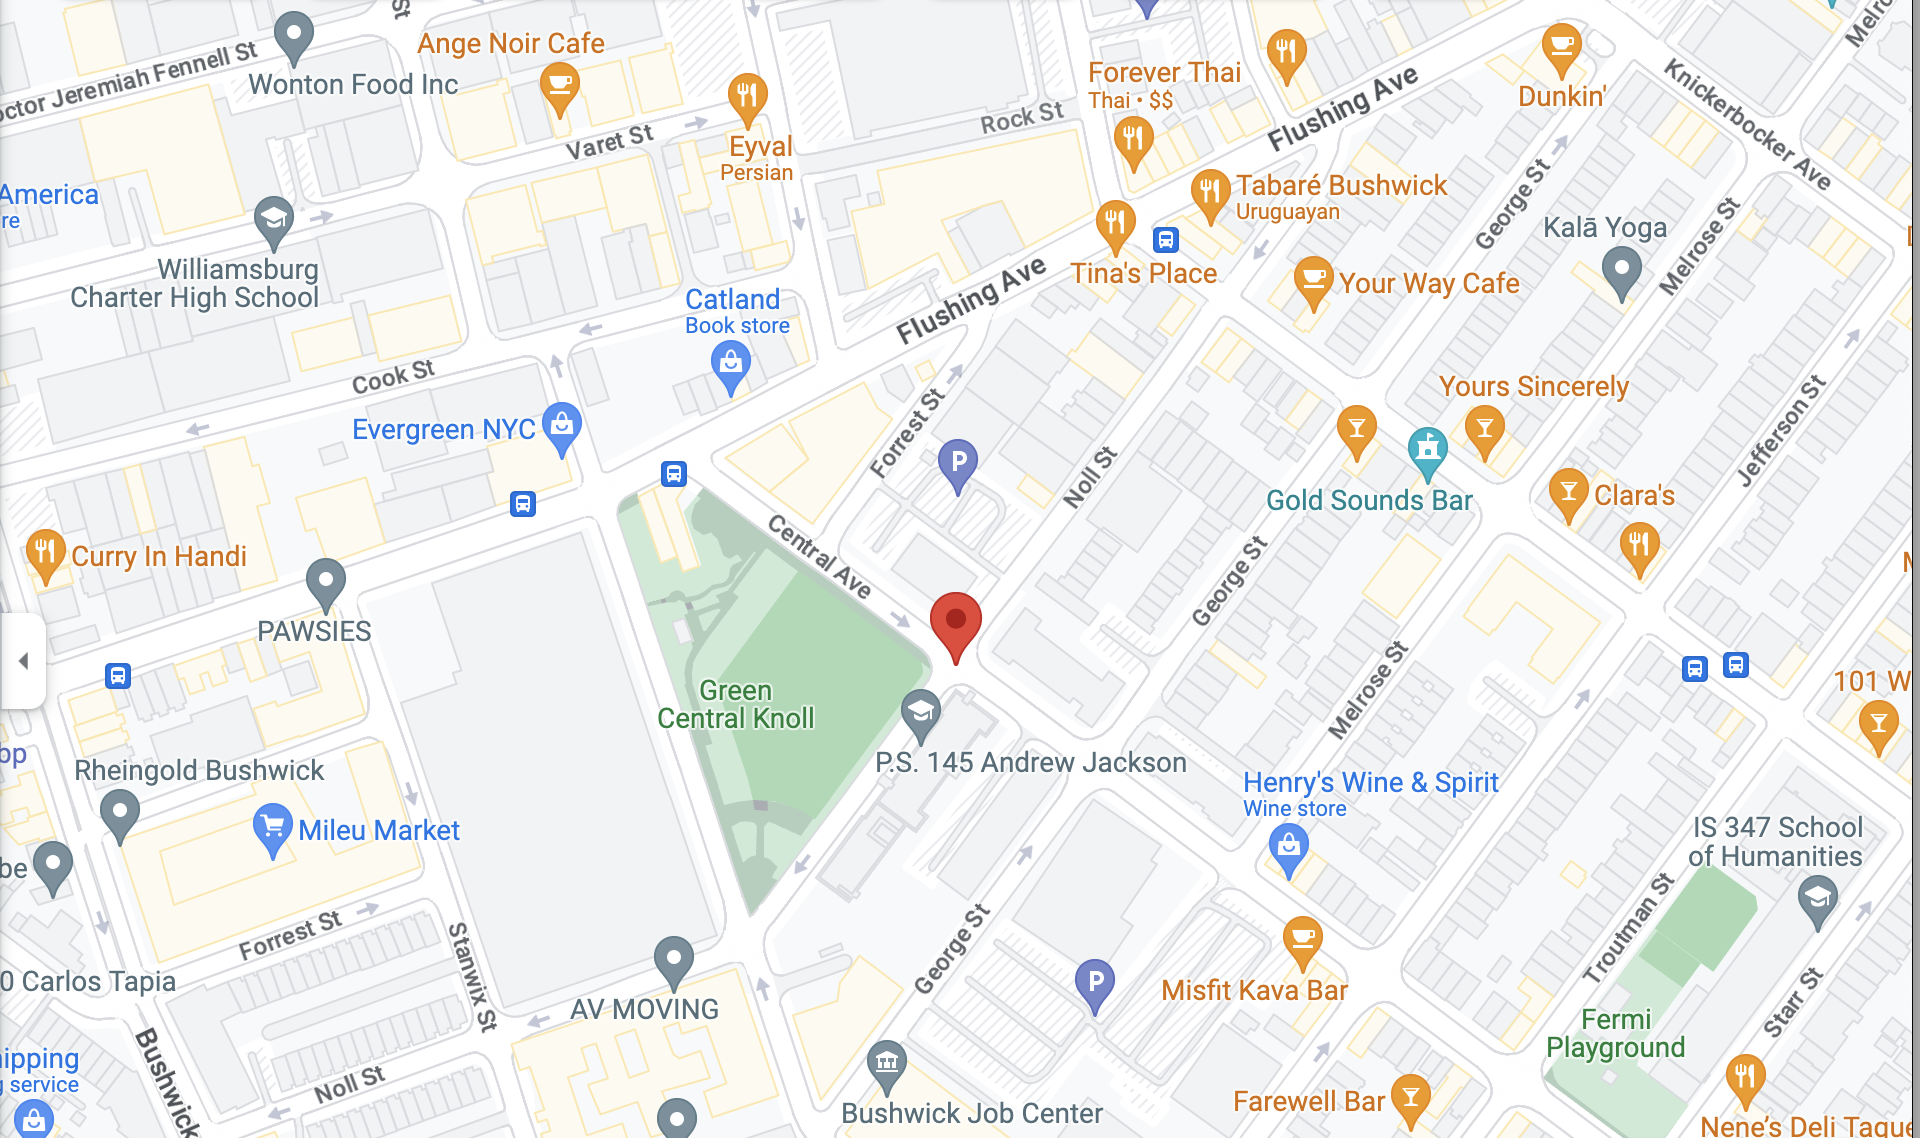 St
Ange Noir Cafe
Wonton Food Inc
octor Jeremiah Fennell St
Varet St
Eyval
Persian
Forever Thai
Thai • $$
Rock St
Flushing Ave
Dunkin'
Knickerbocker Ave
Melro
America
re
Williamsburg
Charter High School
Tabaré Bushwick
Uruguayan
Tina's Place
George St
Kalā Yoga
Melrose St
Your Way Cafe
Catland
Book store
Flushing Ave
Cook St
Evergreen NYC
Forrest St
P
Noll St
Yours Sincerely
Gold Sounds Bar
Clara's
Jefferson St
Curry In Handi
PAWSIES
Central Ave
George St
Melrose St
Green
Central Knoll
P.S. 145 Andrew Jackson
101 W
pp
Rheingold Bushwick
Mileu Market
be
Henry's Wine & Spirit
Wine store
IS 347 School
of Humanities
Forrest St
Stanwix St
0 Carlos Tapia
AV MOVING
George St
P
Misfit Kava Bar
Troutman St
Starr St
Fermi
Playground
Bushwick
hipping
g service
Noll St
Bushwick Job Center
Farewell Bar
Nene's Deli Taque